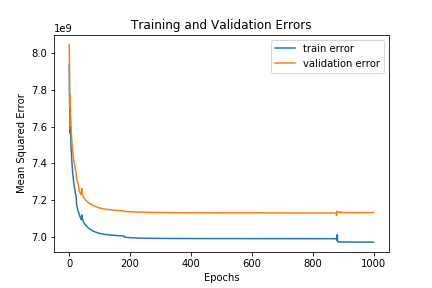 Training and Validation Errors
1e9
train error
validation error
8.0
7.8
7.6
7.4
7.2
7.0
Mean Squared Error
0
200
400
600
800
1000
Epochs